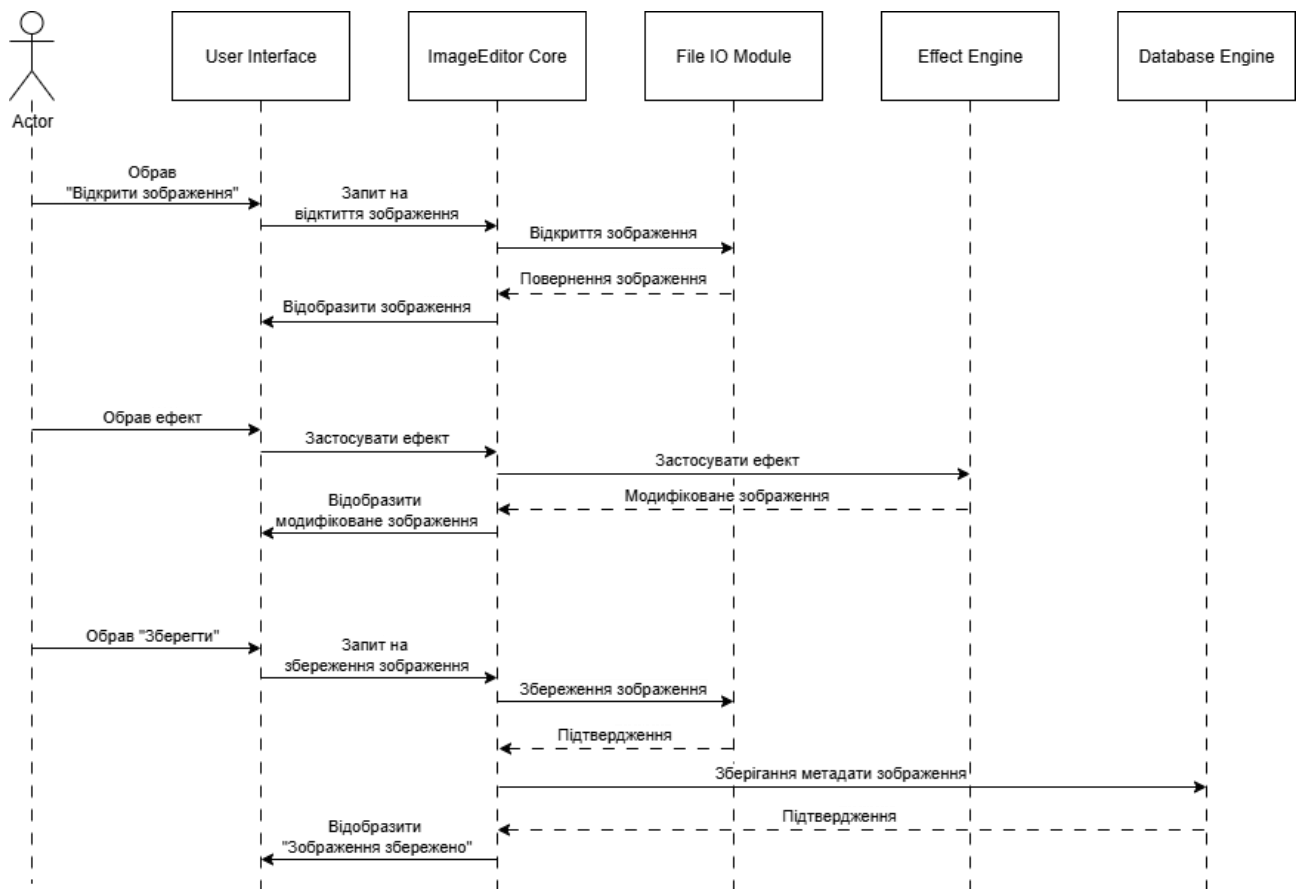 User Interface
ImageEditor Core
File IO Module
Effect Engine
Database Engine
Actor
Обрав
"Відкрити зображення"
Запит на
відктиття зображення
Відкриття зображення
Повернення зображення
Відобразити зображення
Обрав ефект
Застосувати ефект
Застосувати ефект
Модифіковане зображення
Відобразити
модифіковане зображення
Обрав "Зберегти"
Запит на
збереження зображення
Збереження зображення
Підтвердження
Зберігання метадати зображення
Підтвердження
Відобразити
"Зображення збережено"